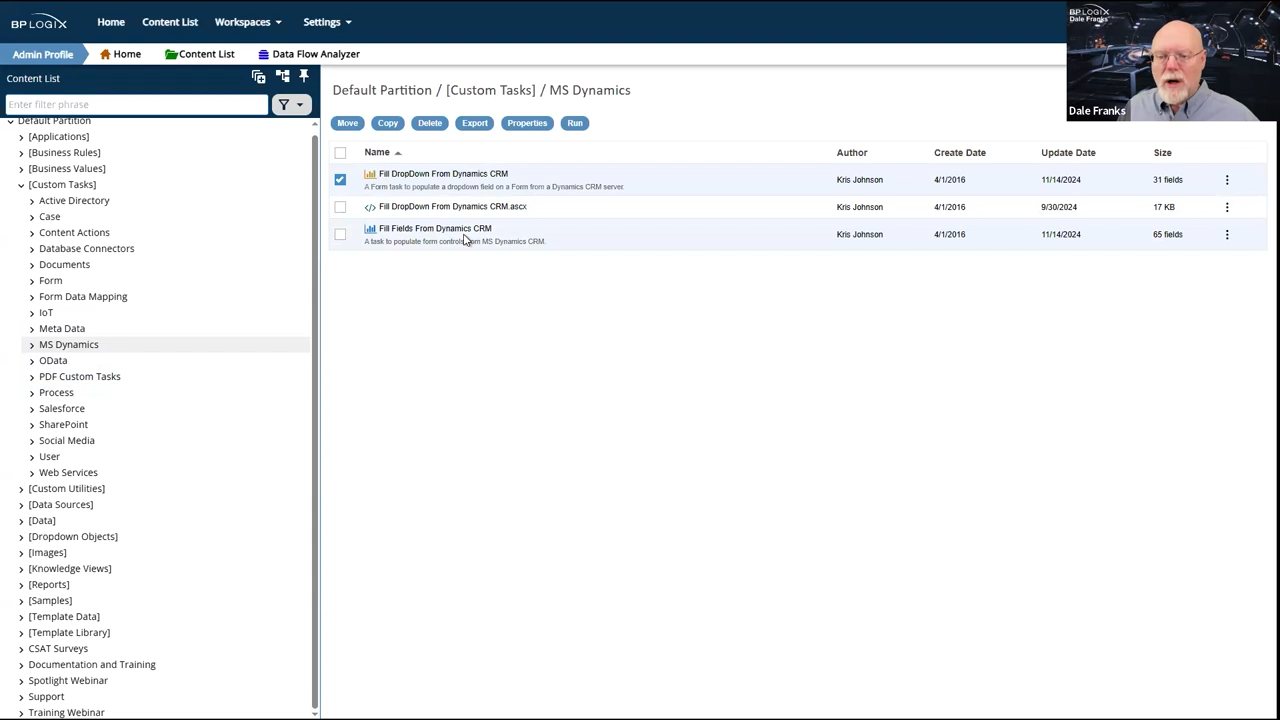 BP LOGIX
Home
Content List
Workspaces
Settings
BP LOGIX
Dale Franks
Admin Profile
Home
Content List
Data Flow Analyzer
Content List
Enter filter phrase
Default Partition
[Applications]
[Business Rules]
[Business Values]
[Custom Tasks]
Active Directory
Case
Content Actions
Database Connectors
Documents
Form
Form Data Mapping
IoT
Meta Data
MS Dynamics
OData
PDF Custom Tasks
Process
Salesforce
SharePoint
Social Media
User
Web Services
[Custom Utilities]
[Data Sources]
[Data]
[Dropdown Objects]
[Images]
[Knowledge Views]
[Reports]
[Samples]
[Template Data]
[Template Library]
CSAT Surveys
Documentation and Training
Spotlight Webinar
Support
Training Webinar
Default Partition / [Custom Tasks] / MS Dynamics
Move
Copy
Delete
Export
Properties
Run
Name
Author
Create Date
Update Date
Size
Fill DropDown From Dynamics CRM
A Form task to populate a dropdown field on a Form from a Dynamics CRM server.
Kris Johnson
4/1/2016
11/14/2024
31 fields
Fill DropDown From Dynamics CRM.ascx
Kris Johnson
4/1/2016
9/30/2024
17 KB
Fill Fields From Dynamics CRM
A task to populate form controls from MS Dynamics CRM.
Kris Johnson
4/1/2016
11/14/2024
65 fields
Dale Franks